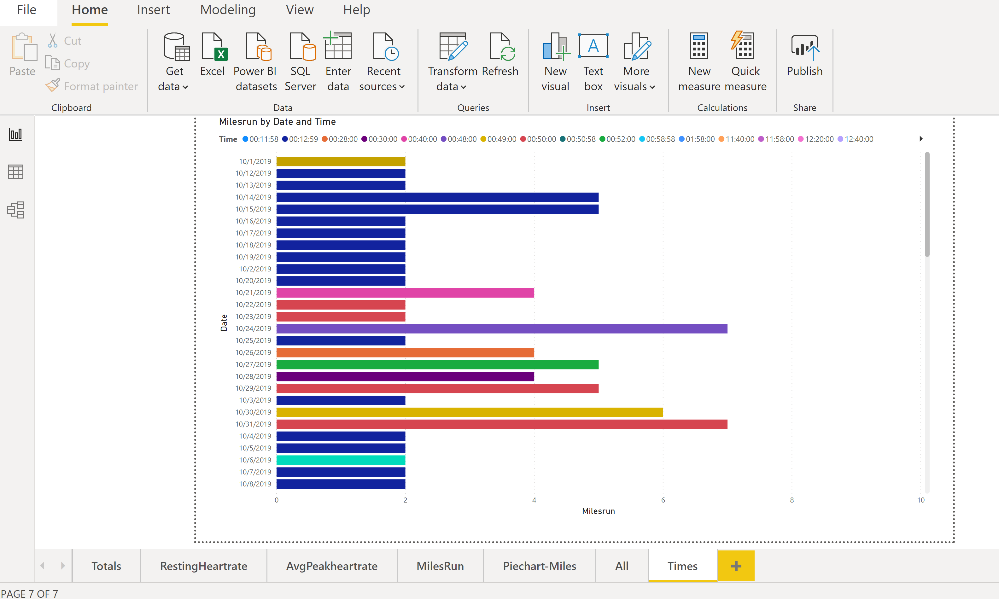 File Home Insert Modeling View Help
Paste
Cut
Copy
Format painter
Clipboard
Get data
Excel
Power BI datasets
SQL Server
Enter data
Recent sources
Data
Transform data
Refresh
Queries
New visual
Text box
More visuals
Insert
New measure
Quick measure
Calculations
Publish
Share
Milesrun by Date and Time
Time 00:11:58 00:12:59 00:28:00 00:30:00 00:40:00 00:48:00 00:49:00 00:50:00 00:50:58 00:52:00 00:58:58 01:58:00 11:40:00 11:58:00 12:20:00 12:40:00
Date
10/1/2019
10/12/2019
10/13/2019
10/14/2019
10/15/2019
10/16/2019
10/17/2019
10/18/2019
10/19/2019
10/2/2019
10/20/2019
10/21/2019
10/22/2019
10/23/2019
10/24/2019
10/25/2019
10/26/2019
10/27/2019
10/28/2019
10/29/2019
10/3/2019
10/30/2019
10/31/2019
10/4/2019
10/5/2019
10/6/2019
10/7/2019
10/8/2019
0 2 4 6 8 10
Milesrun
Totals RestingHeartrate AvgPeakheartrate MilesRun Piechart-Miles All Times +
PAGE 7 OF 7